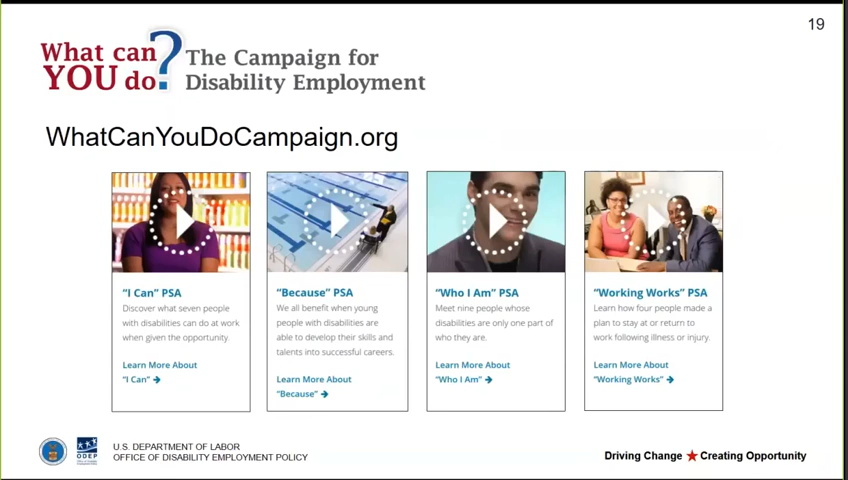 19
What can
YOU do?
The Campaign for
Disability Employment
WhatCanYouDoCampaign.org
"I Can" PSA
Discover what seven people
with disabilities can do at work
when given the opportunity.
Learn More About
"I Can" →
"Because" PSA
We all benefit when young
people with disabilities are
able to develop their skills and
talents into successful careers.
Learn More About
"Because" →
"Who I Am" PSA
Meet nine people whose
disabilities are only one part of
who they are.
Learn More About
"Who I Am" →
"Working Works" PSA
Learn how four people made a
plan to stay at or return to
work following illness or injury.
Learn More About
"Working Works" →
ODEP
U.S. DEPARTMENT OF LABOR
OFFICE OF DISABILITY EMPLOYMENT POLICY
Driving Change ★ Creating Opportunity